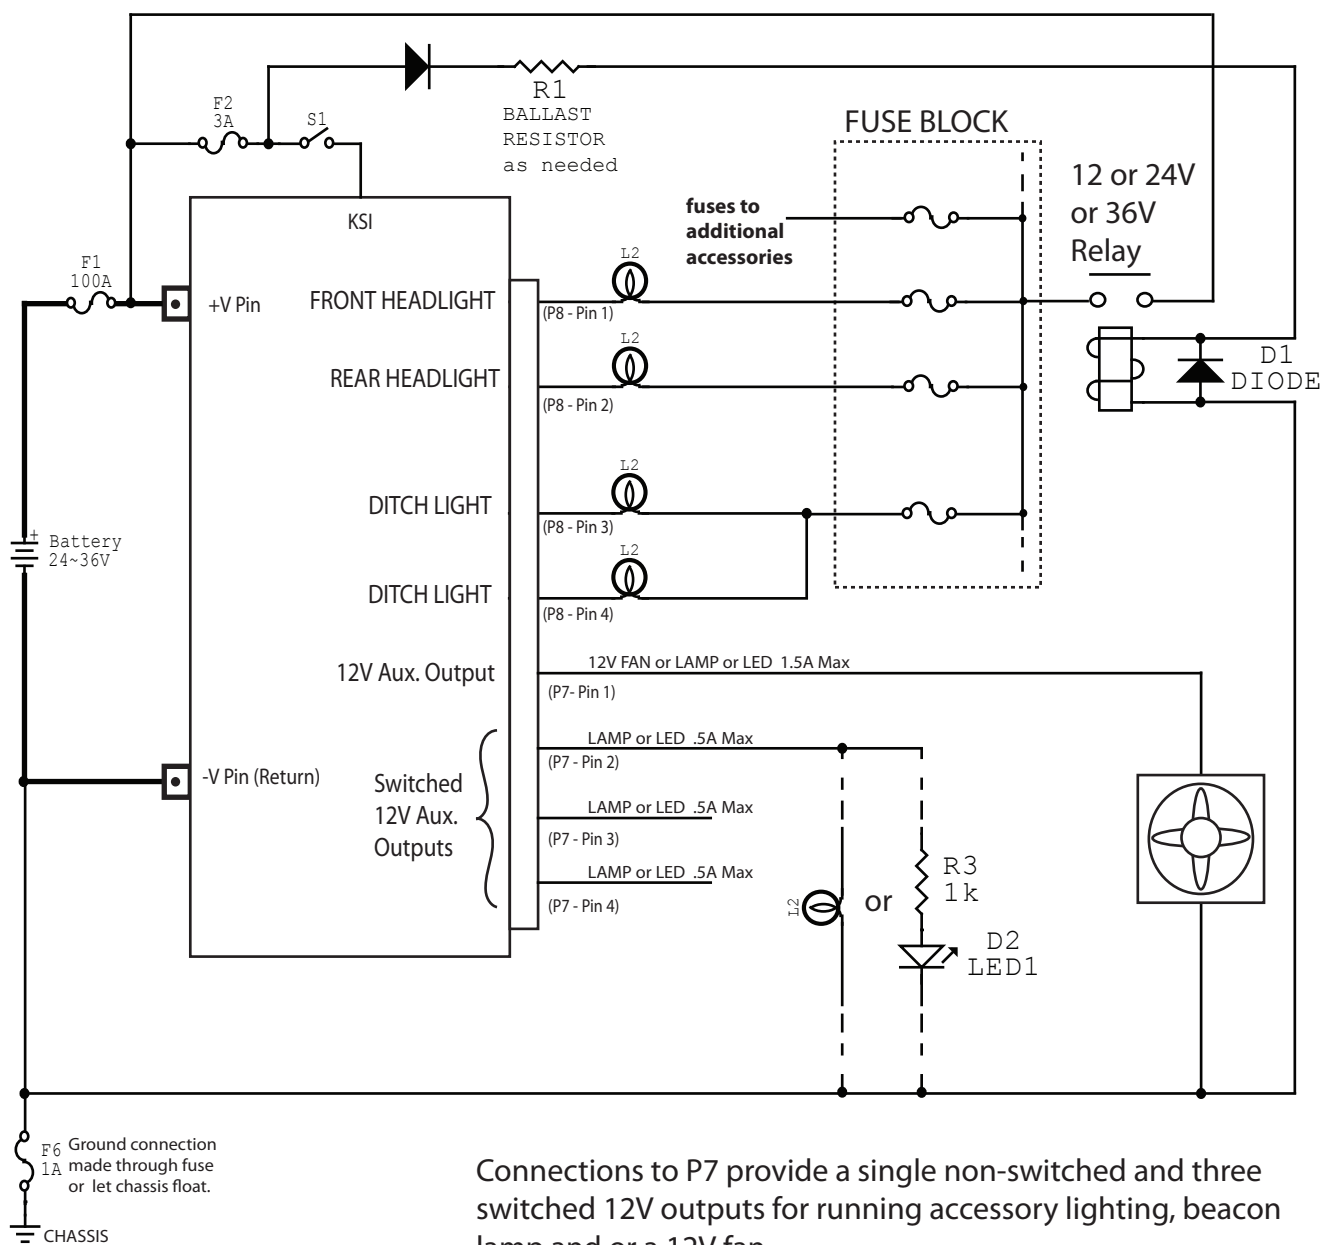 F2
3A
S1
R1
BALLAST
RESISTOR
as needed
FUSE BLOCK
12 or 24V
or 36V
Relay
fuses to
additional
accessories
KSI
F1
100A
+V Pin
FRONT HEADLIGHT
L2
(P8 - Pin 1)
REAR HEADLIGHT
L2
(P8 - Pin 2)
D1
DIODE
DITCH LIGHT
L2
(P8 - Pin 3)
+
Battery
24~36V
DITCH LIGHT
L2
(P8 - Pin 4)
12V Aux. Output
12V FAN or LAMP or LED 1.5A Max
(P7- Pin 1)
-V Pin (Return)
Switched
12V Aux.
Outputs
LAMP or LED .5A Max
(P7 - Pin 2)
LAMP or LED .5A Max
(P7 - Pin 3)
LAMP or LED .5A Max
(P7 - Pin 4)
L2
or
R3
1k
D2
LED1
F6
1A
Ground connection
made through fuse
or let chassis float.
CHASSIS
Connections to P7 provide a single non-switched and three
switched 12V outputs for running accessory lighting, beacon
lamp and or a 12V fan